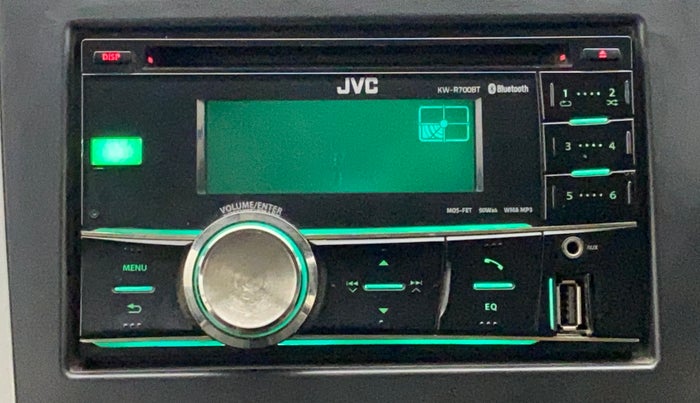 DISP
JVC
KW-R700BT Bluetooth
1 2
3 4
5 6
MOS-FET 50Wx4 WMA MP3
VOLUME/ENTER
MENU
EQ
AUX